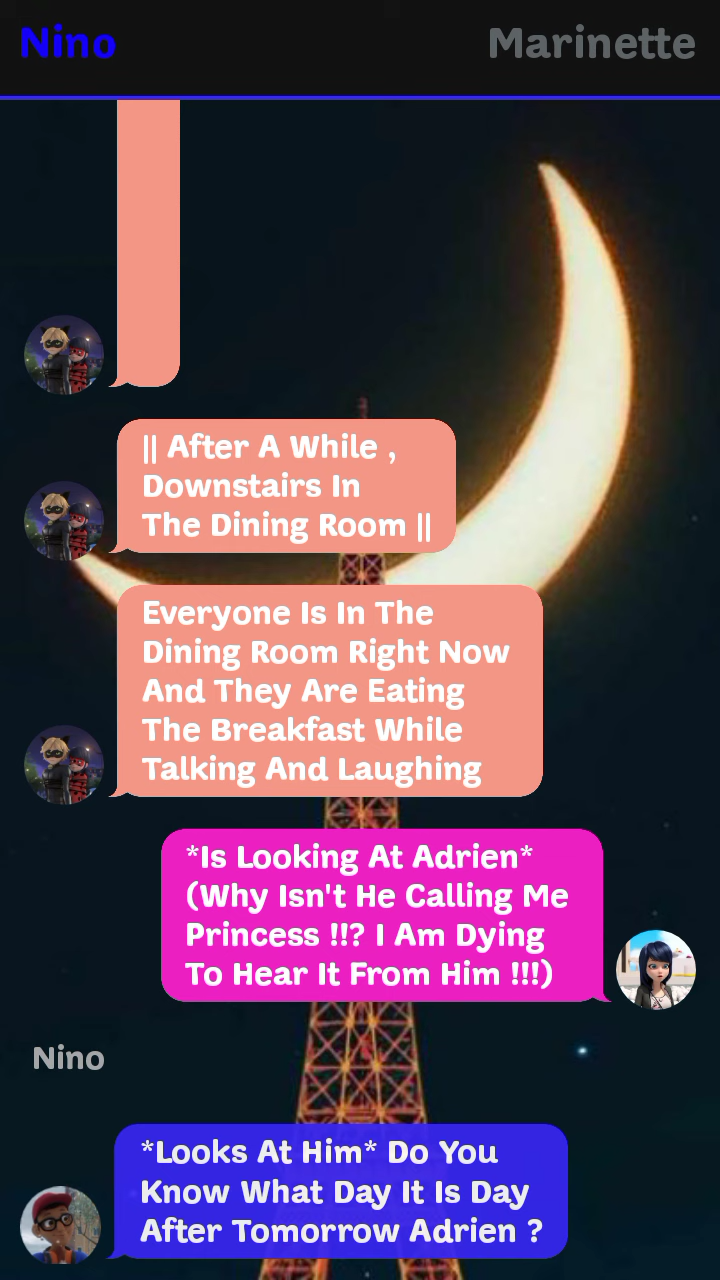 Nino
Marinette
|| After A While ,
Downstairs In
The Dining Room ||
Everyone Is In The
Dining Room Right Now
And They Are Eating
The Breakfast While
Talking And Laughing
*Is Looking At Adrien*
(Why Isn't He Calling Me
Princess !!? I Am Dying
To Hear It From Him !!!)
Nino
*Looks At Him* Do You
Know What Day It Is Day
After Tomorrow Adrien ?